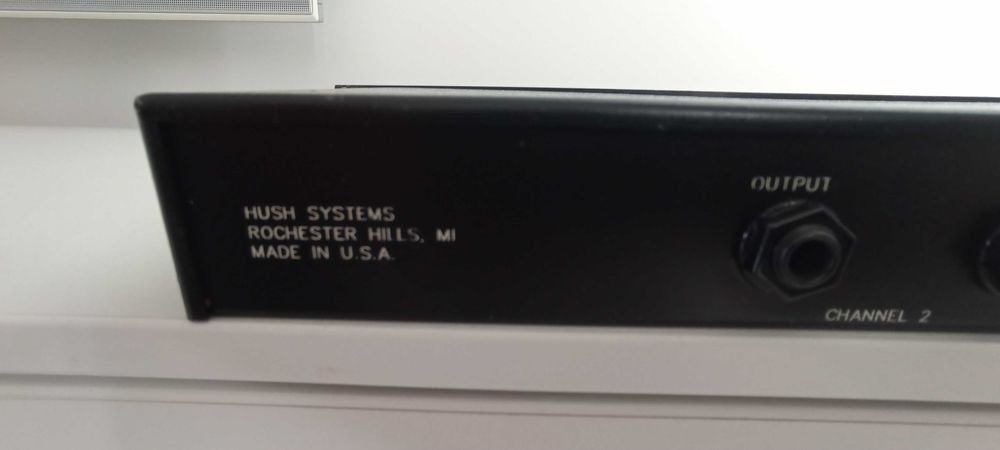 HUSH SYSTEMS
ROCHESTER HILLS, MI
MADE IN U.S.A.
OUTPUT
CHANNEL 2